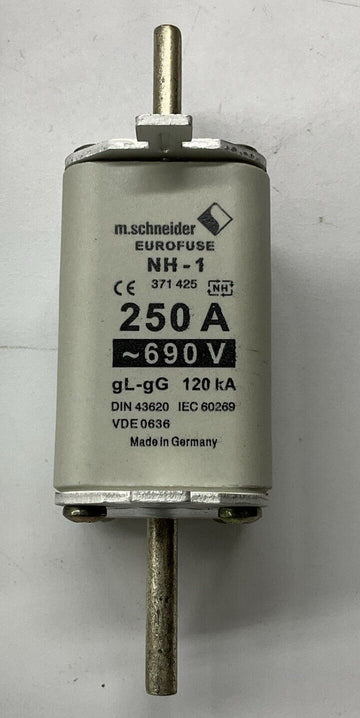 m.schneider
EUROFUSE
NH-1
CE 371 425 NH
250 A
~690 V
gL-gG 120 kA
DIN 43620 IEC 60269
VDE 0636
Made in Germany